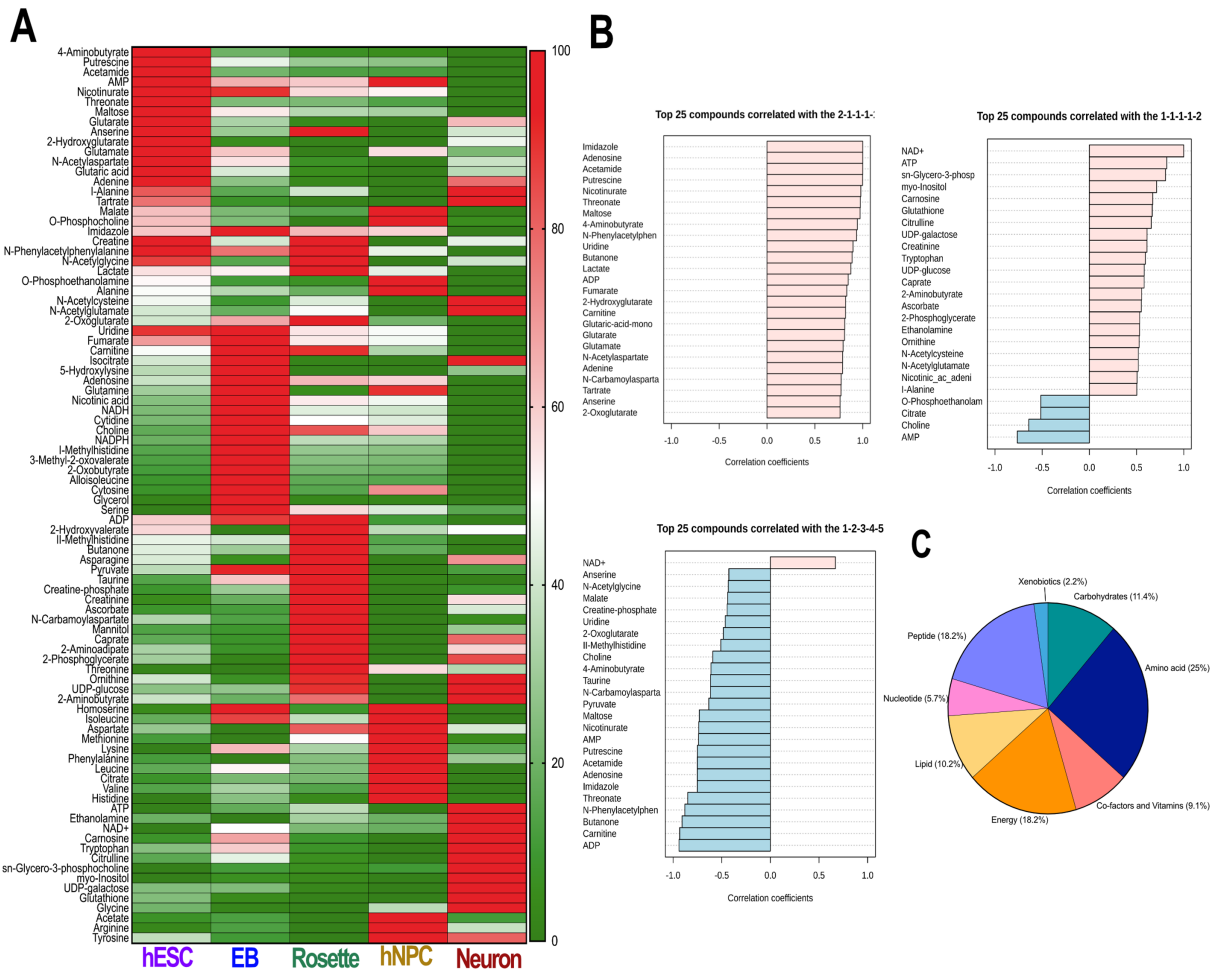 A
4-Aminobutyrate
Putrescine
Acetamide
AMP
Nicotinurate
Threonate
Maltose
Glutarate
Anserine
2-Hydroxyglutarate
Glutamate
N-Acetylaspartate
Glutaric acid
Adenine
l-Alanine
Tartrate
Malate
O-Phosphocholine
Imidazole
Creatine
N-Phenylacetylphenylalanine
N-Acetylglycine
Lactate
O-Phosphoethanolamine
Alanine
N-Acetylcysteine
N-Acetylglutamate
2-Oxoglutarate
Uridine
Fumarate
Carnitine
Isocitrate
5-Hydroxylysine
Adenosine
Glutamine
Nicotinic acid
NADH
Cytidine
Choline
NADPH
l-Methylhistidine
3-Methyl-2-oxovalerate
2-Oxobutyrate
Alloisoleucine
Cytosine
Glycerol
Serine
ADP
2-Hydroxyvalerate
II-Methylhistidine
Butanone
Asparagine
Pyruvate
Taurine
Creatine-phosphate
Creatinine
Ascorbate
N-Carbamoylaspartate
Mannitol
Caprate
2-Aminoadipate
2-Phosphoglycerate
Threonine
Ornithine
UDP-glucose
2-Aminobutyrate
Homoserine
Isoleucine
Aspartate
Methionine
Lysine
Phenylalanine
Leucine
Citrate
Valine
Histidine
ATP
Ethanolamine
NAD+
Carnosine
Tryptophan
Citrulline
sn-Glycero-3-phosphocholine
myo-Inositol
UDP-galactose
Glutathione
Glycine
Acetate
Arginine
Tyrosine
hESC EB Rosette hNPC Neuron
100
80
60
40
20
0
B
Top 25 compounds correlated with the 2-1-1-1-
Imidazole
Adenosine
Acetamide
Putrescine
Nicotinurate
Threonate
Maltose
4-Aminobutyrate
N-Phenylacetylphen
Uridine
Butanone
Lactate
ADP
Fumarate
2-Hydroxyglutarate
Carnitine
Glutaric-acid-mono
Glutarate
Glutamate
N-Acetylaspartate
Adenine
N-Carbamoylasparta
Tartrate
Anserine
2-Oxoglutarate
-1.0 -0.5 0.0 0.5 1.0
Correlation coefficients
Top 25 compounds correlated with the 1-1-1-1-2
NAD+
ATP
sn-Glycero-3-phosp
myo-Inositol
Carnosine
Glutathione
Citrulline
UDP-galactose
Creatinine
Tryptophan
UDP-glucose
Caprate
2-Aminobutyrate
Ascorbate
2-Phosphoglycerate
Ethanolamine
Ornithine
N-Acetylcysteine
N-Acetylglutamate
Nicotinic_ac_adeni
l-Alanine
O-Phosphoethanolam
Citrate
Choline
AMP
-1.0 -0.5 0.0 0.5 1.0
Correlation coefficients
Top 25 compounds correlated with the 1-2-3-4-5
NAD+
Anserine
N-Acetylglycine
Malate
Creatine-phosphate
Uridine
2-Oxoglutarate
II-Methylhistidine
Choline
4-Aminobutyrate
Taurine
N-Carbamoylasparta
Pyruvate
Maltose
Nicotinurate
AMP
Putrescine
Acetamide
Adenosine
Imidazole
Threonate
N-Phenylacetylphen
Butanone
Carnitine
ADP
-1.0 -0.5 0.0 0.5 1.0
Correlation coefficients
C
Xenobiotics (2.2%)
Carbohydrates (11.4%)
Peptide (18.2%)
Amino acid (25%)
Nucleotide (5.7%)
Lipid (10.2%)
Co-factors and Vitamins (9.1%)
Energy (18.2%)